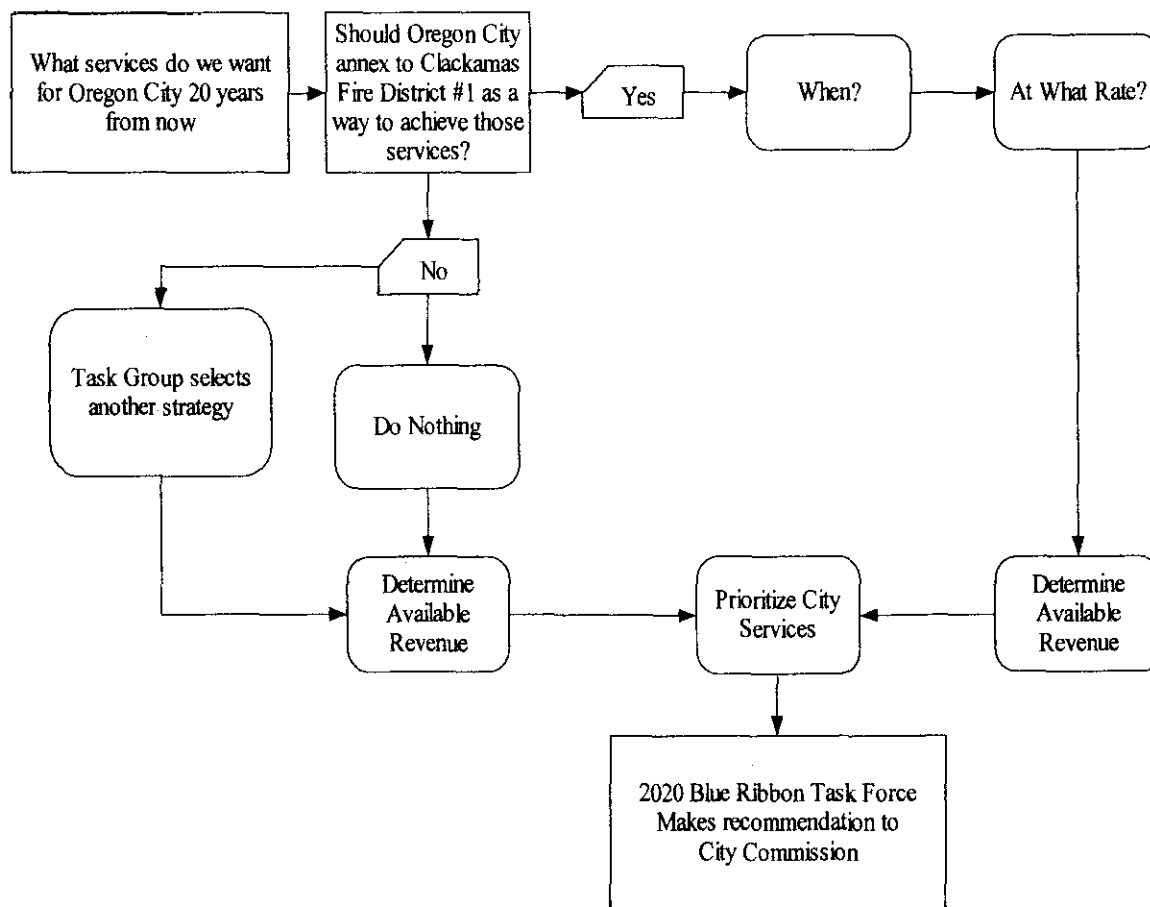 What services do we want
for Oregon City 20 years
from now
Should Oregon City
annex to Clackamas
Fire District #1 as a
way to achieve those
services?
Yes
When?
At What Rate?
No
Task Group selects
another strategy
Do Nothing
Determine
Available
Revenue
Prioritize City
Services
Determine
Available
Revenue
2020 Blue Ribbon Task Force
Makes recommendation to
City Commission